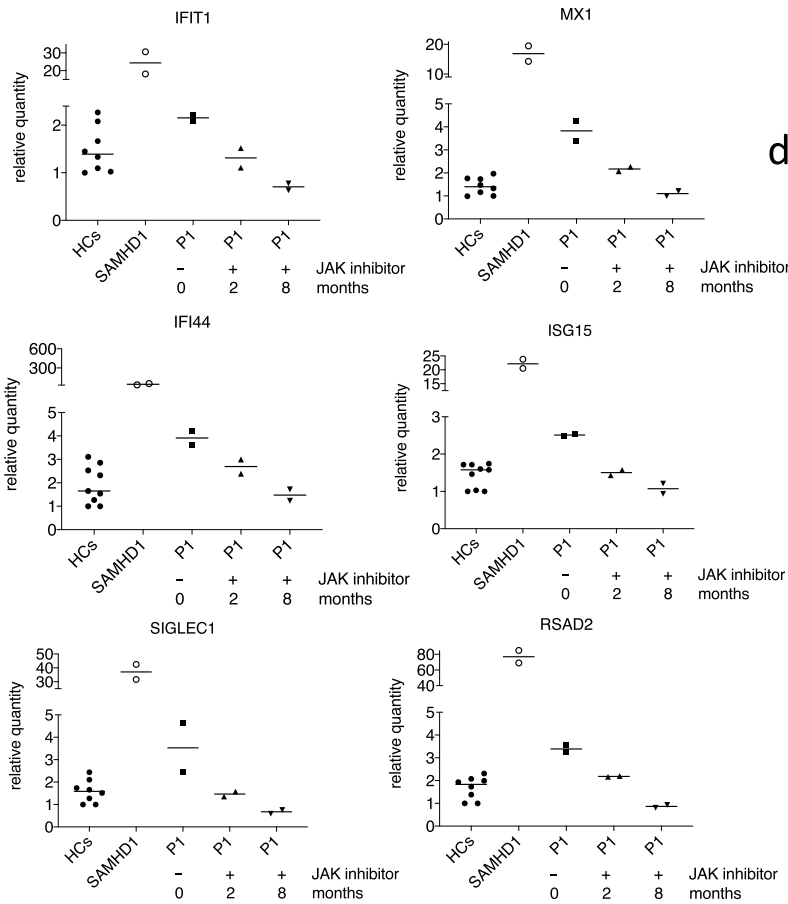 IFIT1
relative quantity
30
20
2
1
0
HCs
SAMHD1
P1
P1
P1
– + + JAK inhibitor
0 2 8 months
MX1
relative quantity
20
10
5
4
3
2
1
0
HCs
SAMHD1
P1
P1
P1
– + + JAK inhibitor
0 2 8 months
d
IFI44
relative quantity
600
300
5
4
3
2
1
0
HCs
SAMHD1
P1
P1
P1
– + + JAK inhibitor
0 2 8 months
ISG15
relative quantity
25
20
15
3
2
1
0
HCs
SAMHD1
P1
P1
P1
– + + JAK inhibitor
0 2 8 months
SIGLEC1
relative quantity
50
40
30
5
4
3
2
1
0
HCs
SAMHD1
P1
P1
P1
– + + JAK inhibitor
0 2 8 months
RSAD2
relative quantity
80
60
40
5
4
3
2
1
0
HCs
SAMHD1
P1
P1
P1
– + + JAK inhibitor
0 2 8 months